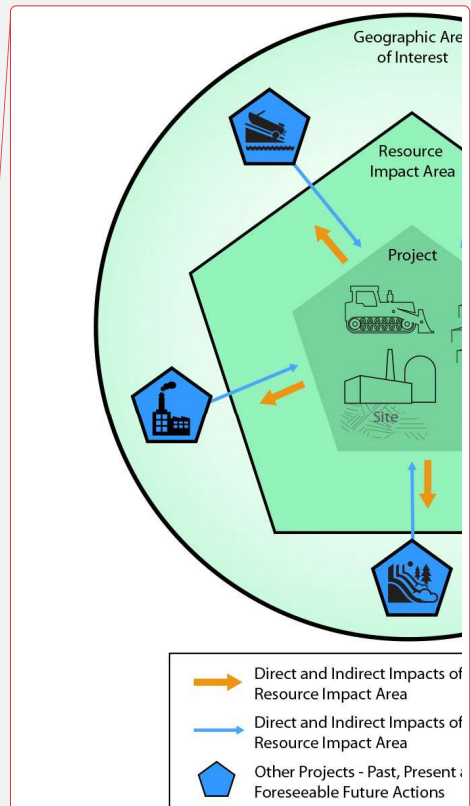 Geographic Are
of Interest
Resource
Impact Area
Project
Site
Direct and Indirect Impacts of
Resource Impact Area
Direct and Indirect Impacts of
Resource Impact Area
Other Projects - Past, Present
Foreseeable Future Actions